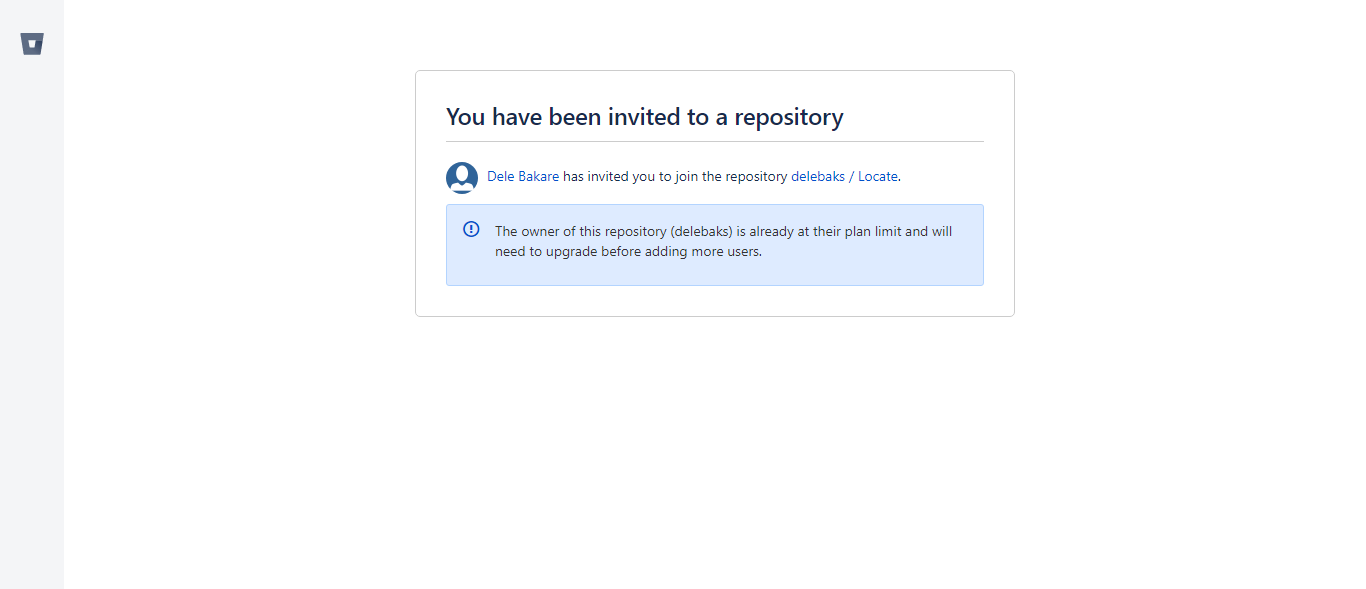 You have been invited to a repository
Dele Bakare has invited you to join the repository delebaks / Locate.
The owner of this repository (delebaks) is already at their plan limit and will
need to upgrade before adding more users.